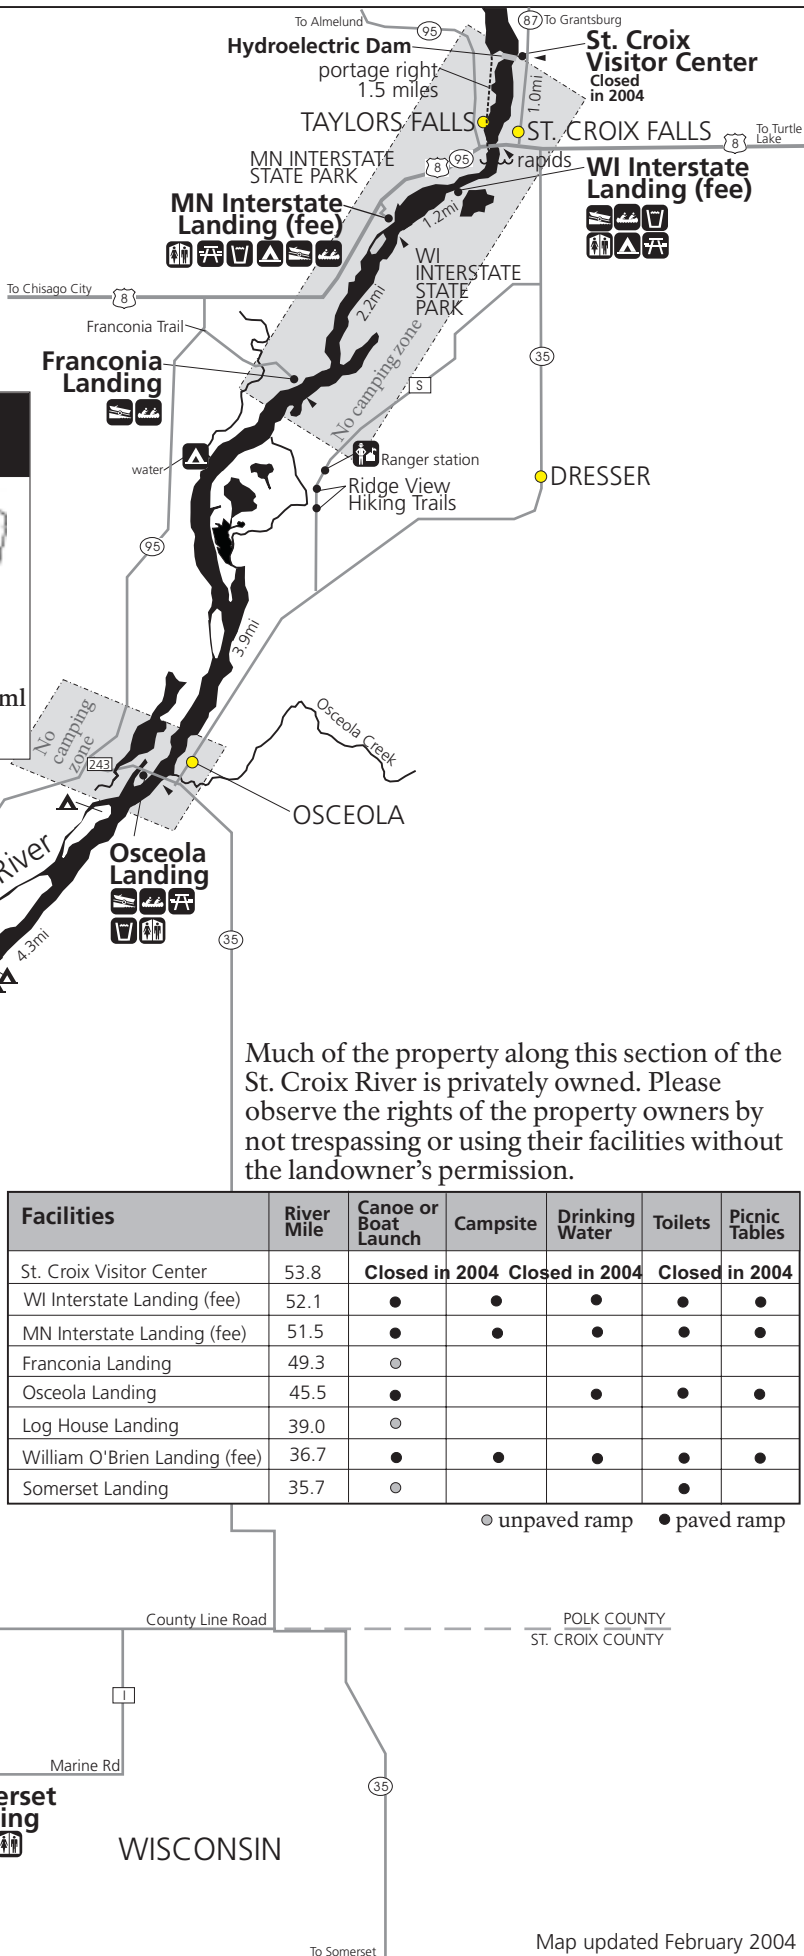 To Almelund
95
87
To Grantsburg
Hydroelectric Dam
St. Croix
Visitor Center
Closed
in 2004
portage right
1.5 miles
1.0mi
TAYLORS FALLS
ST. CROIX FALLS
8
To Turtle
Lake
MN INTERSTATE
STATE PARK
8
95
rapids
WI Interstate
Landing (fee)
MN Interstate
Landing (fee)
1.2mi
WI
INTERSTATE
STATE
PARK
To Chisago City
8
2.2mi
Franconia Trail
Franconia
Landing
No camping zone
S
35
water
Ranger station
DRESSER
Ridge View
Hiking Trails
95
3.9mi
ml
No
camping
zone
243
Osceola Creek
OSCEOLA
River
Osceola
Landing
35
4.3mi
Much of the property along this section of the
St. Croix River is privately owned. Please
observe the rights of the property owners by
not trespassing or using their facilities without
the landowner's permission.
Facilities River Mile Canoe or Boat Launch Campsite Drinking Water Toilets Picnic Tables
St. Croix Visitor Center 53.8 Closed in 2004 Closed in 2004 Closed in 2004
WI Interstate Landing (fee) 52.1 ● ● ● ● ●
MN Interstate Landing (fee) 51.5 ● ● ● ● ●
Franconia Landing 49.3 ●
Osceola Landing 45.5 ● ● ● ●
Log House Landing 39.0 ●
William O'Brien Landing (fee) 36.7 ● ● ● ● ●
Somerset Landing 35.7 ● ●
● unpaved ramp ● paved ramp
County Line Road
POLK COUNTY
ST. CROIX COUNTY
I
Marine Rd
35
erset
ing
WISCONSIN
To Somerset
Map updated February 2004